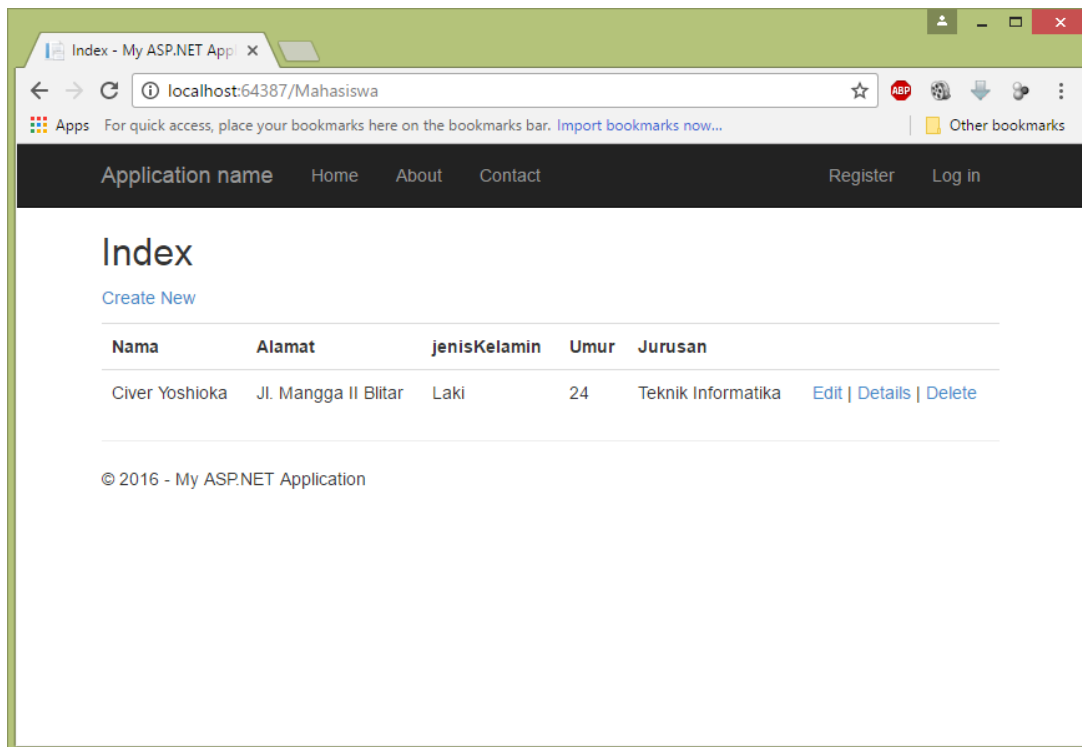 Index - My ASP.NET Appl
localhost:64387/Mahasiswa
ABP
Apps For quick access, place your bookmarks here on the bookmarks bar. Import bookmarks now... Other bookmarks
Application name Home About Contact Register Log in
Index
Create New
Nama Alamat jenisKelamin Umur Jurusan
Civer Yoshioka Jl. Mangga II Blitar Laki 24 Teknik Informatika Edit | Details | Delete
© 2016 - My ASP.NET Application